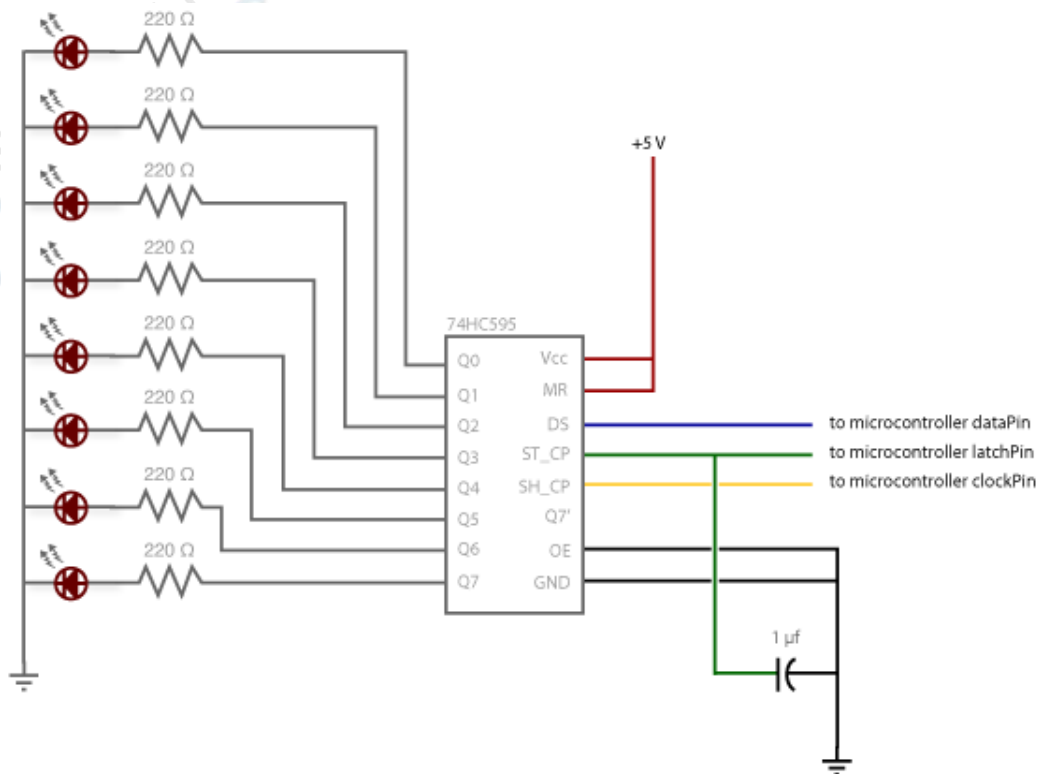 220 Ω
220 Ω
220 Ω
220 Ω
220 Ω
220 Ω
220 Ω
220 Ω
+5 V
74HC595
Q0
Q1
Q2
Q3
Q4
Q5
Q6
Q7
Vcc
MR
DS
ST_CP
SH_CP
Q7'
OE
GND
to microcontroller dataPin
to microcontroller latchPin
to microcontroller clockPin
1 µf